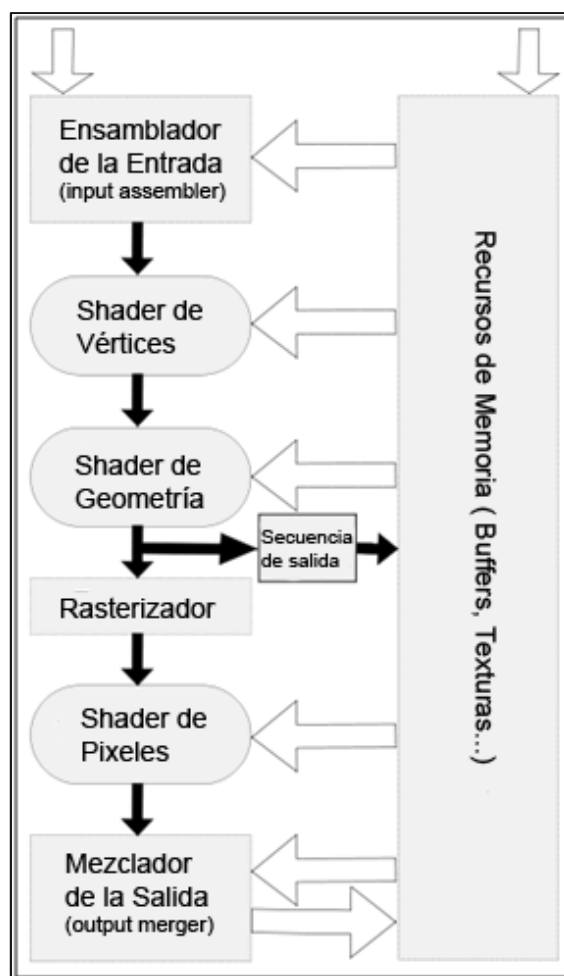 Ensamblador
de la Entrada
(input assembler)
Shader de
Vértices
Shader de
Geometría
Secuencia
de salida
Rasterizador
Shader de
Pixeles
Mezclador
de la Salida
(output merger)
Recursos de Memoria ( Buffers, Texturas...)